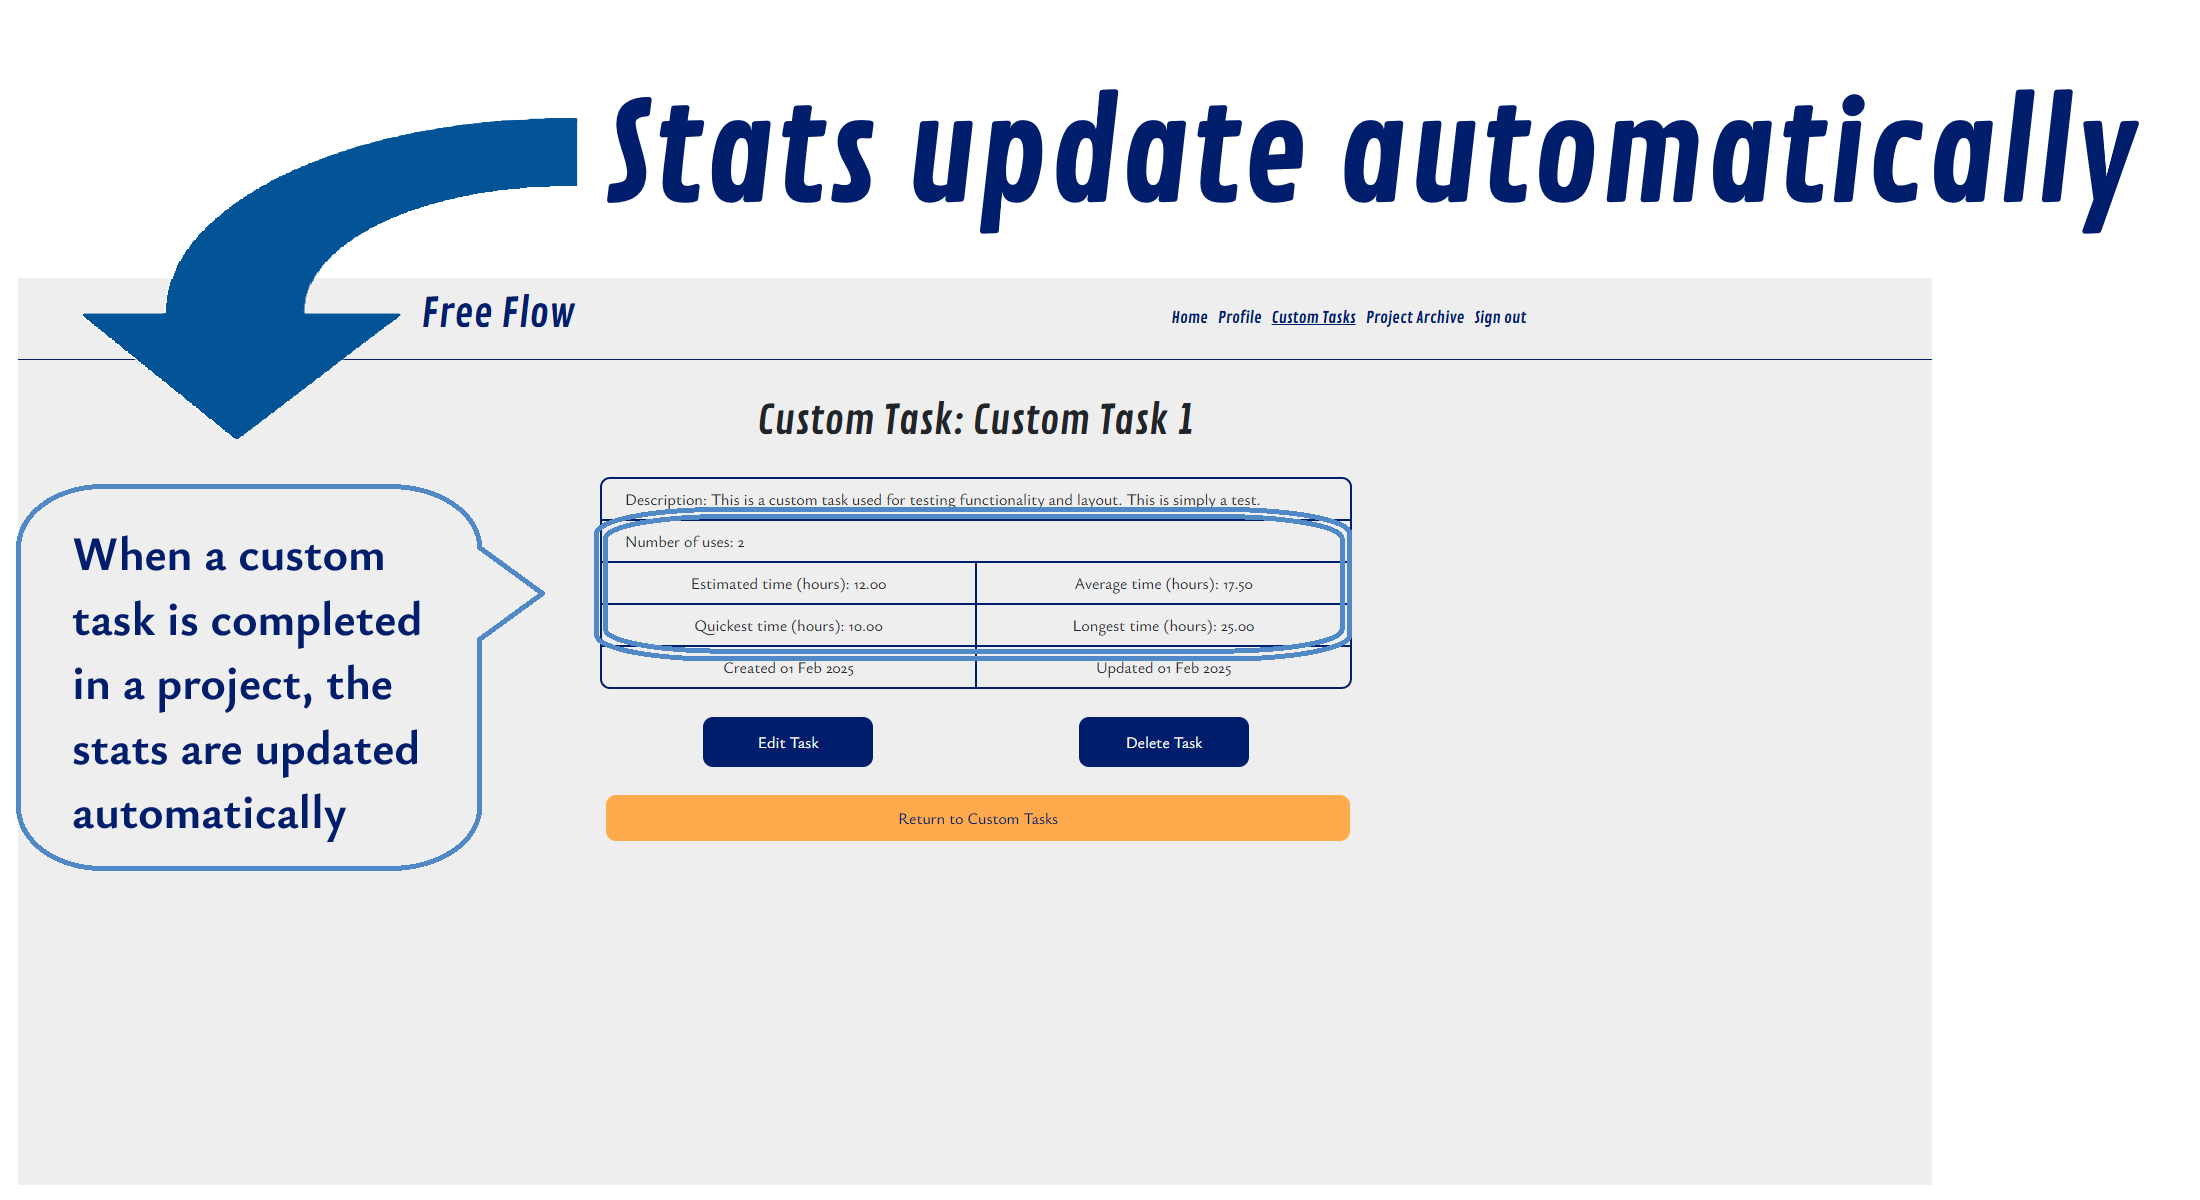 Stats update automatically
Free Flow
Home Profile Custom Tasks Project Archive Sign out
Custom Task: Custom Task 1
When a custom
task is completed
in a project, the
stats are updated
automatically
Description: This is a custom task used for testing functionality and layout. This is simply a test.
Number of uses: 2
Estimated time (hours): 12.00
Average time (hours): 17.50
Quickest time (hours): 10.00
Longest time (hours): 25.00
Created 01 Feb 2025
Updated 01 Feb 2025
Edit Task
Delete Task
Return to Custom Tasks